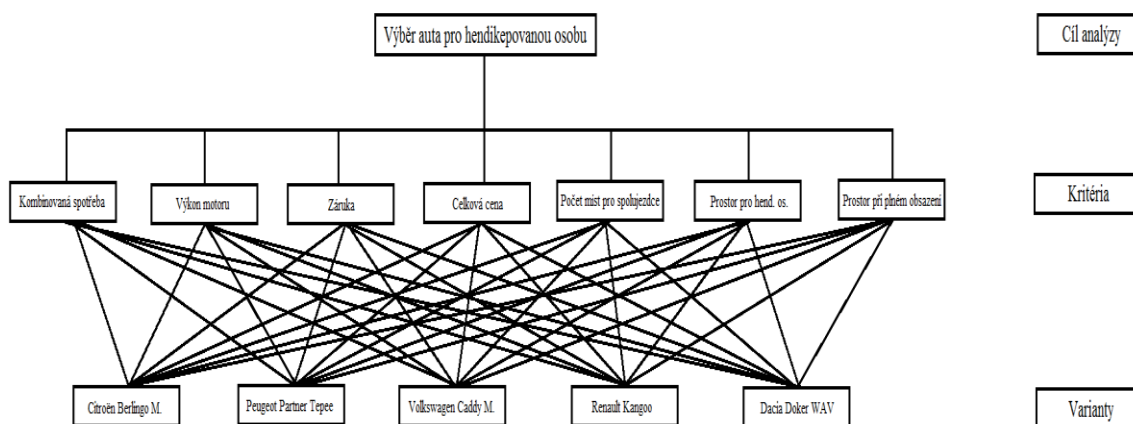 Výběr auta pro hendikepovanou osobu
Cíl analýzy
Kombinovaná spotřeba
Výkon motoru
Záruka
Celková cena
Počet míst pro spolujezdce
Prostor pro hend. os.
Prostor při plném obsazení
Kritéria
Citroën Berlingo M.
Peugeot Partner Tepee
Volkswagen Caddy M.
Renault Kangoo
Dacia Doker WAV
Varianty